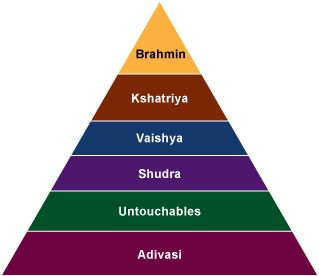 Brahmin
Kshatriya
Vaishya
Shudra
Untouchables
Adivasi